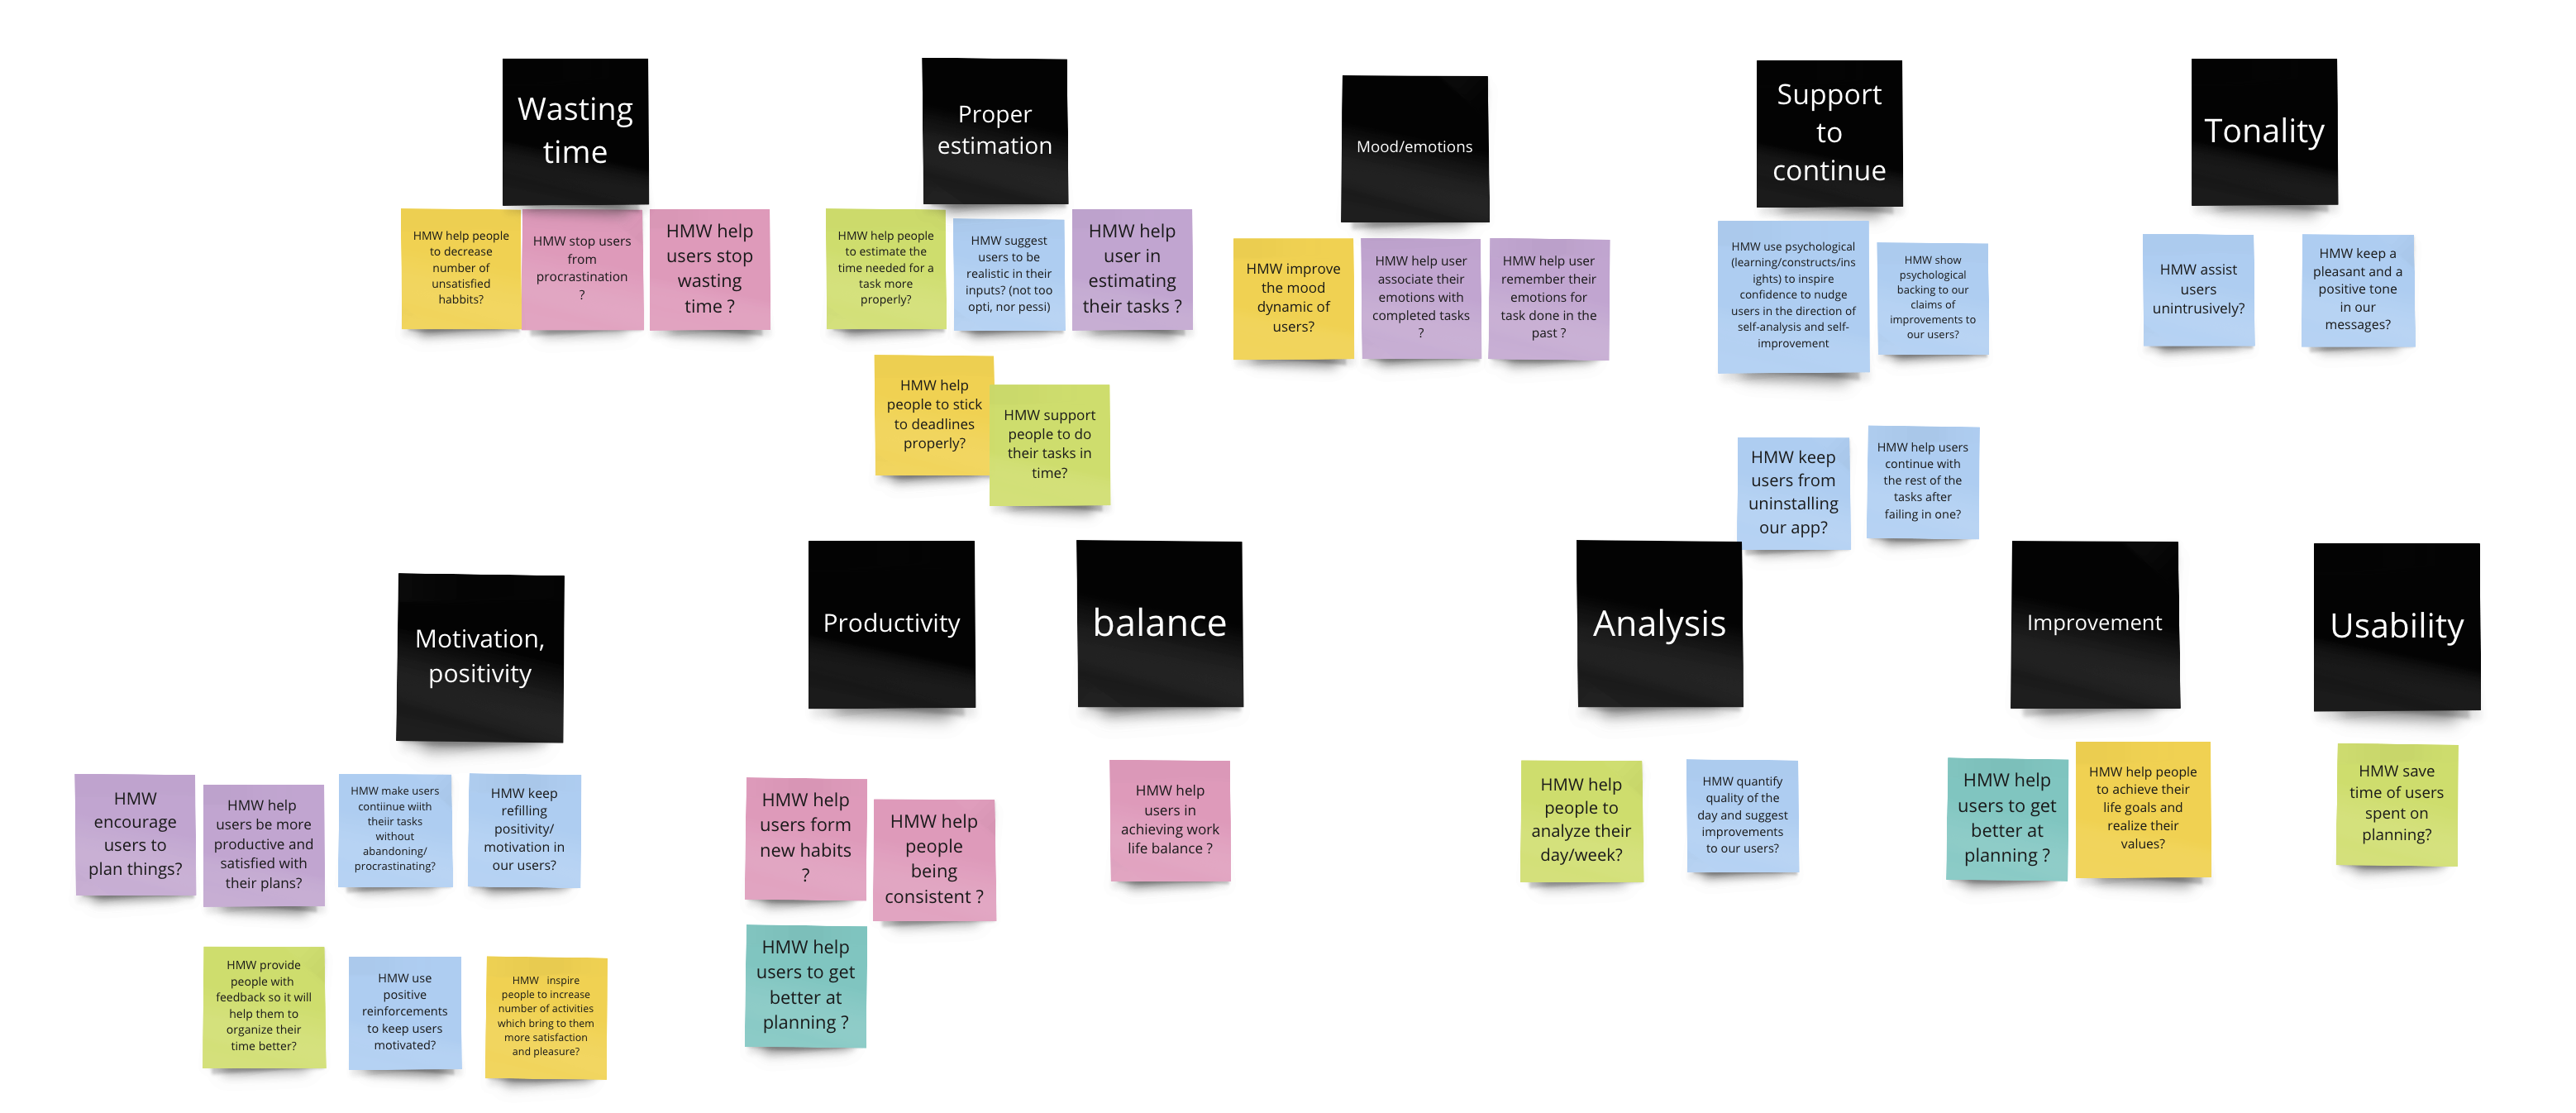 Wasting
time
HMW help people
to decrease
number of
unsatisfied
habbits?
HMW stop users
from
procrastination
?
HMW help
users stop
wasting
time ?
Proper
estimation
HMW help people
to estimate the
time needed for a
task more
properly?
HMW suggest
users to be
realistic in their
inputs? (not too
opti, nor pessi)
HMW help
user in
estimating
their tasks ?
HMW help
people to stick
to deadlines
properly?
HMW support
people to do
their tasks in
time?
Mood/emotions
HMW improve
the mood
dynamic of
users?
HMW help user
associate their
emotions with
completed tasks
?
HMW help user
remember their
emotions for
task done in the
past ?
Support
to
continue
HMW use psychological
(learning/constructs/ins
ights) to inspire
confidence to nudge
users in the direction of
self-analysis and self-
improvement
HMW show
psychological
backing to our
claims of
improvements to
our users?
HMW keep
users from
uninstalling
our app?
HMW help users
continue with
the rest of the
tasks after
failing in one?
Tonality
HMW assist
users
unintrusively?
HMW keep a
pleasant and a
positive tone
in our
messages?
Motivation,
positivity
HMW
encourage
users to
plan things?
HMW help
users be more
productive and
satisfied with
their plans?
HMW make users
contiinue wiith
theiir tasks
without
abandoning/
procrastinating?
HMW keep
refilling
positivity/
motivation in
our users?
HMW provide
people with
feedback so it will
help them to
organize their
time better?
HMW use
positive
reinforcements
to keep users
motivated?
HMW inspire
people to increase
number of activities
which bring to them
more satisfaction
and pleasure?
Productivity
HMW help
users form
new habits
?
HMW help
people
being
consistent ?
HMW help
users to get
better at
planning ?
balance
HMW help
users in
achieving work
life balance ?
Analysis
HMW help
people to
analyze their
day/week?
HMW quantify
quality of the
day and suggest
improvements
to our users?
Improvement
HMW help
users to get
better at
planning ?
HMW help people
to achieve their
life goals and
realize their
values?
Usability
HMW save
time of users
spent on
planning?